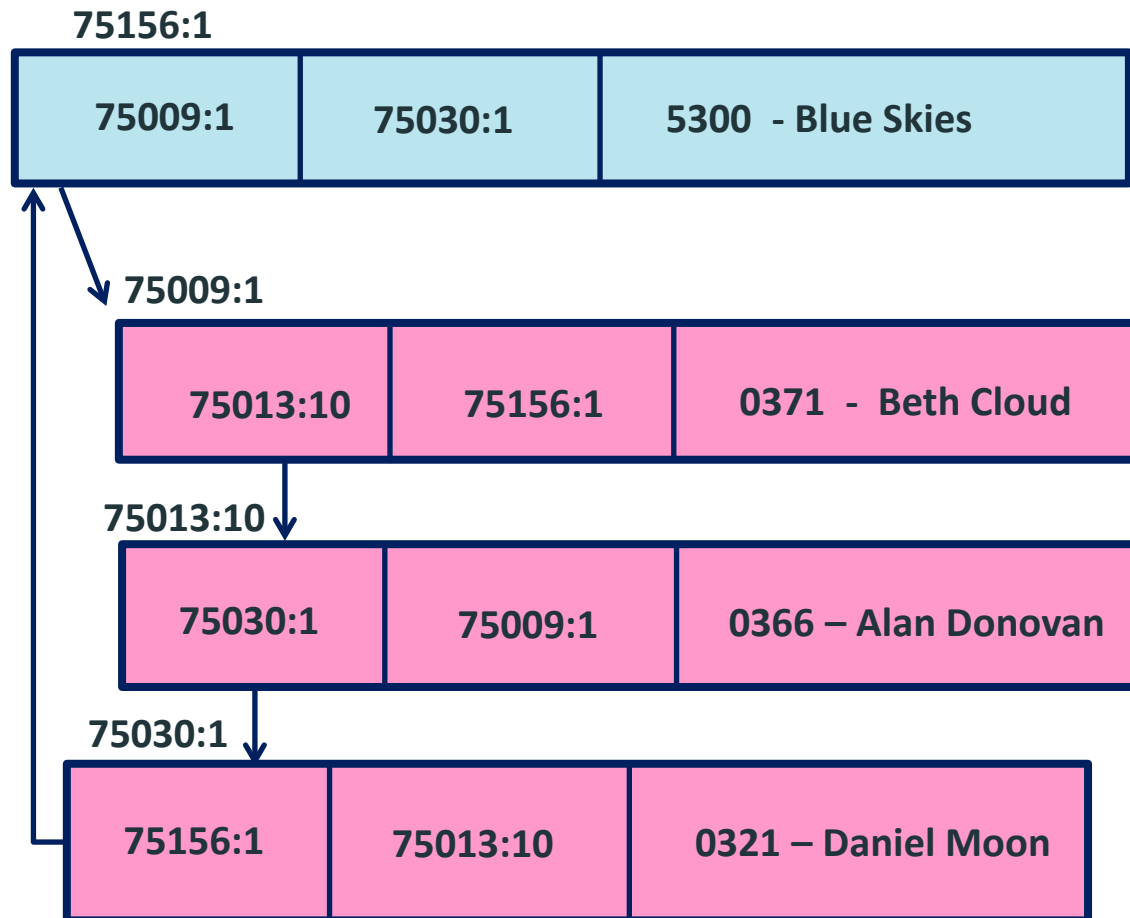 75156:1
75009:1 75030:1 5300 - Blue Skies
75009:1
75013:10 75156:1 0371 - Beth Cloud
75013:10
75030:1 75009:1 0366 – Alan Donovan
75030:1
75156:1 75013:10 0321 – Daniel Moon